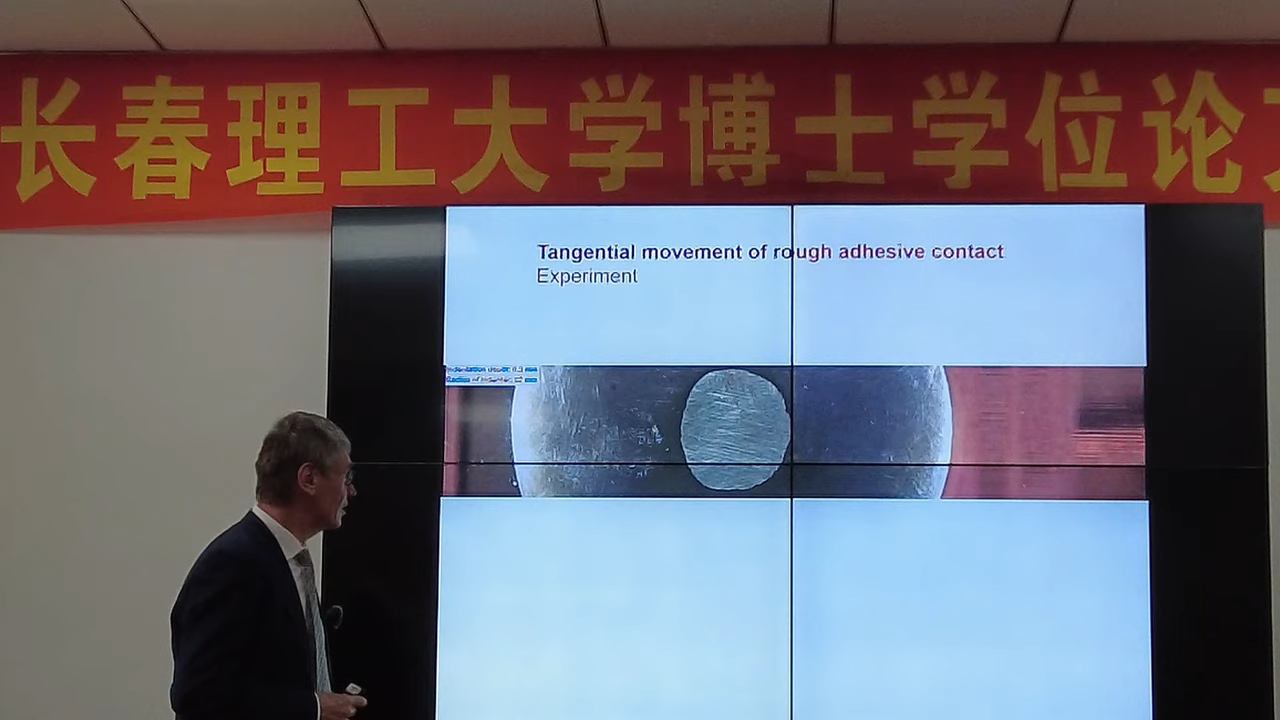 长春理工大学博士学位论
Tangential movement of rough adhesive contact
Experiment